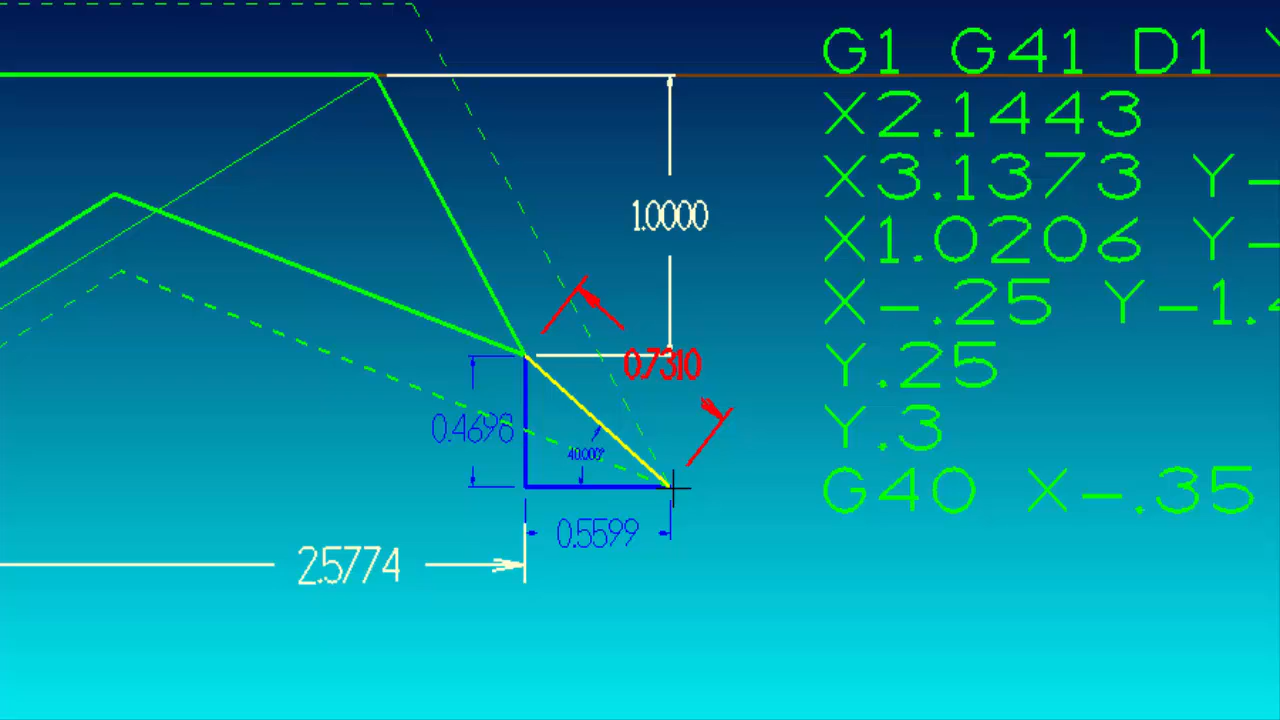 G1 G41 D1
X2.1443
X3.1373 Y-
X1.0206 Y-
X-.25 Y-1.
Y.25
Y.3
G40 X-.35
1.0000
0.7310
0.4698
40.000°
0.5599
2.5774